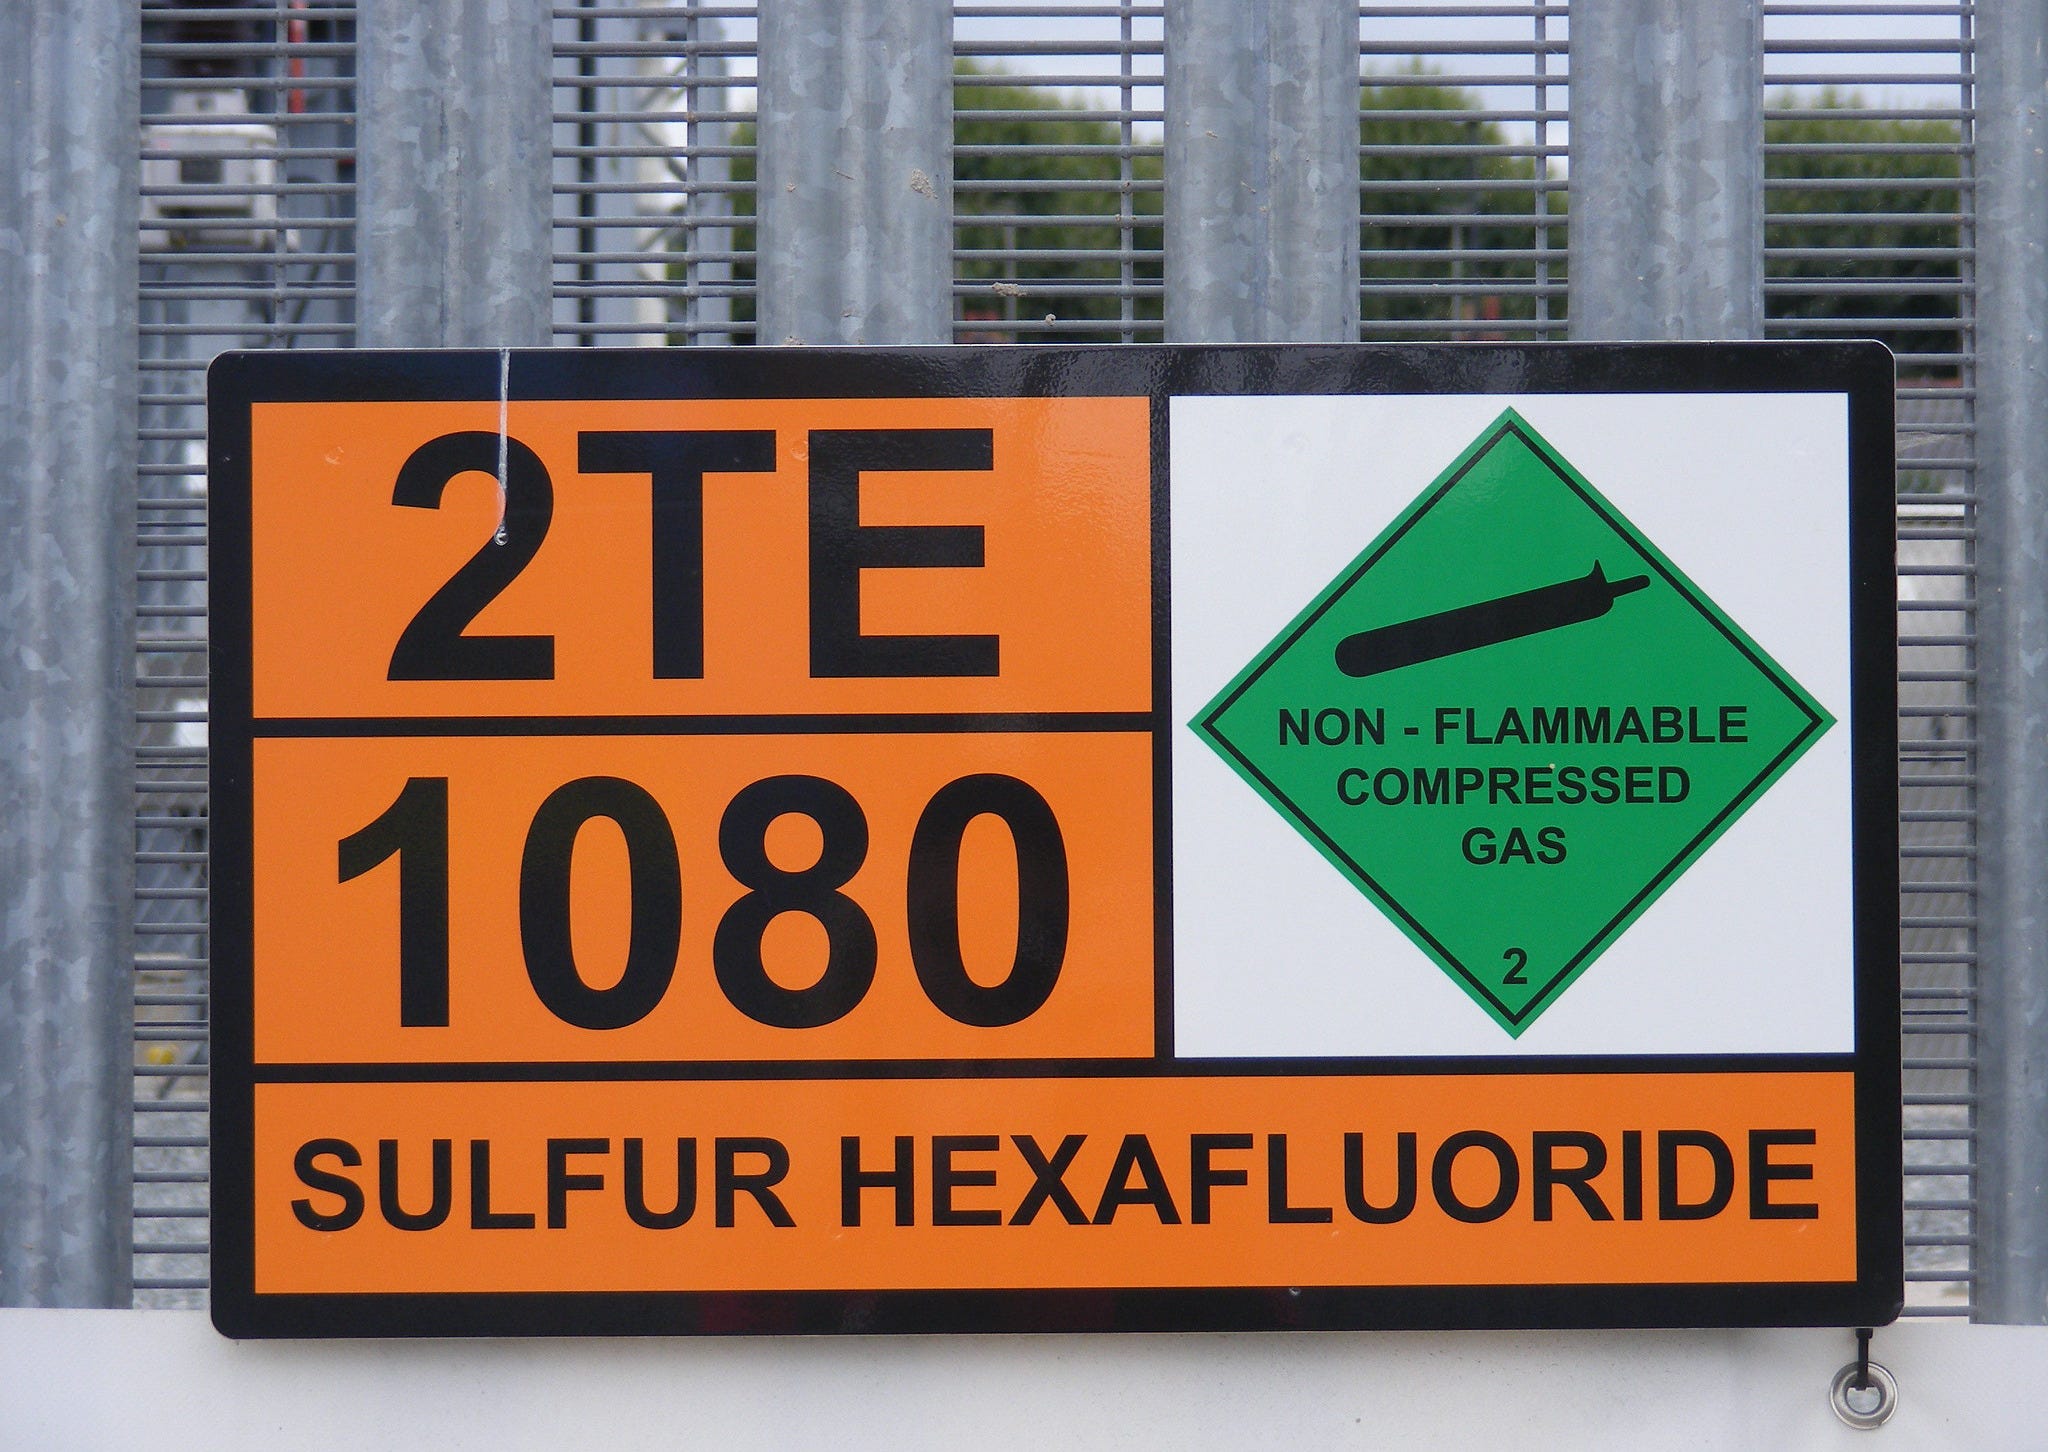 2TE
1080
NON - FLAMMABLE
COMPRESSED
GAS
2
SULFUR HEXAFLUORIDE